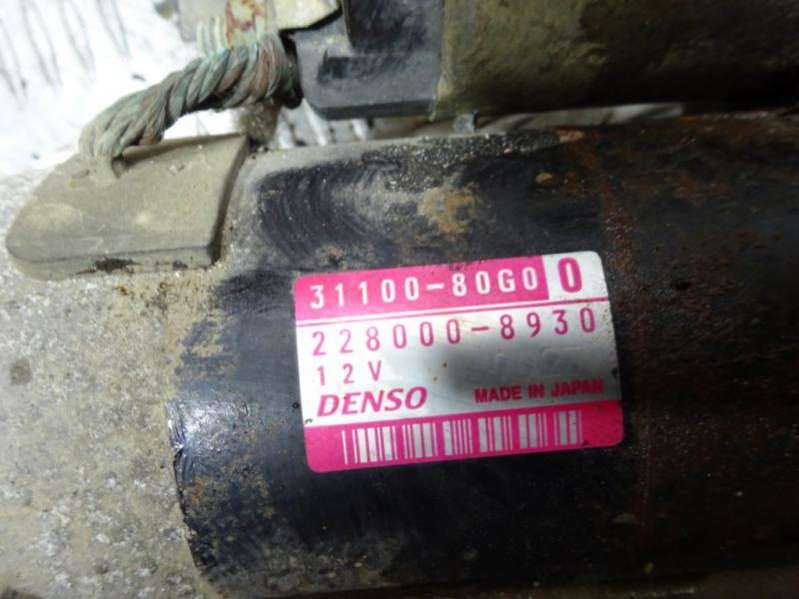 31100-80G0 0
228000-8930
12V
DENSO MADE IN JAPAN